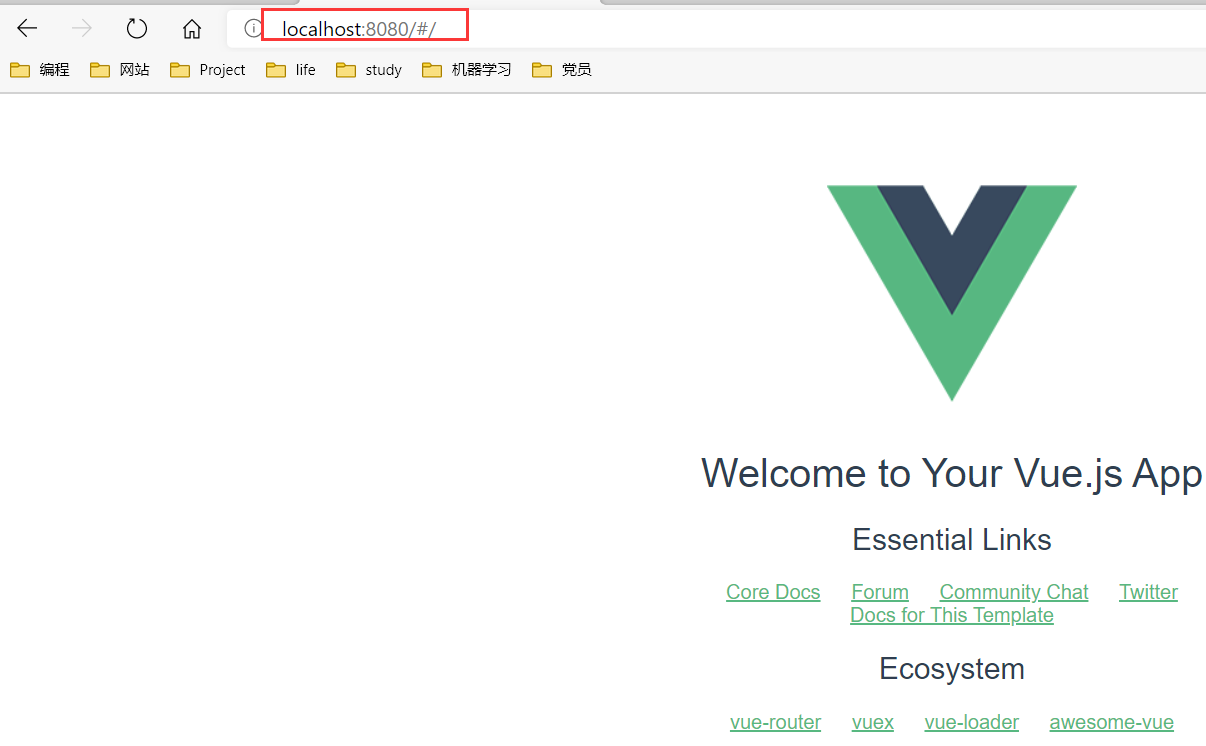 localhost:8080/#/
编程 网站 Project life study 机器学习 党员
Welcome to Your Vue.js App
Essential Links
Core Docs Forum Community Chat Twitter
Docs for This Template
Ecosystem
vue-router vuex vue-loader awesome-vue